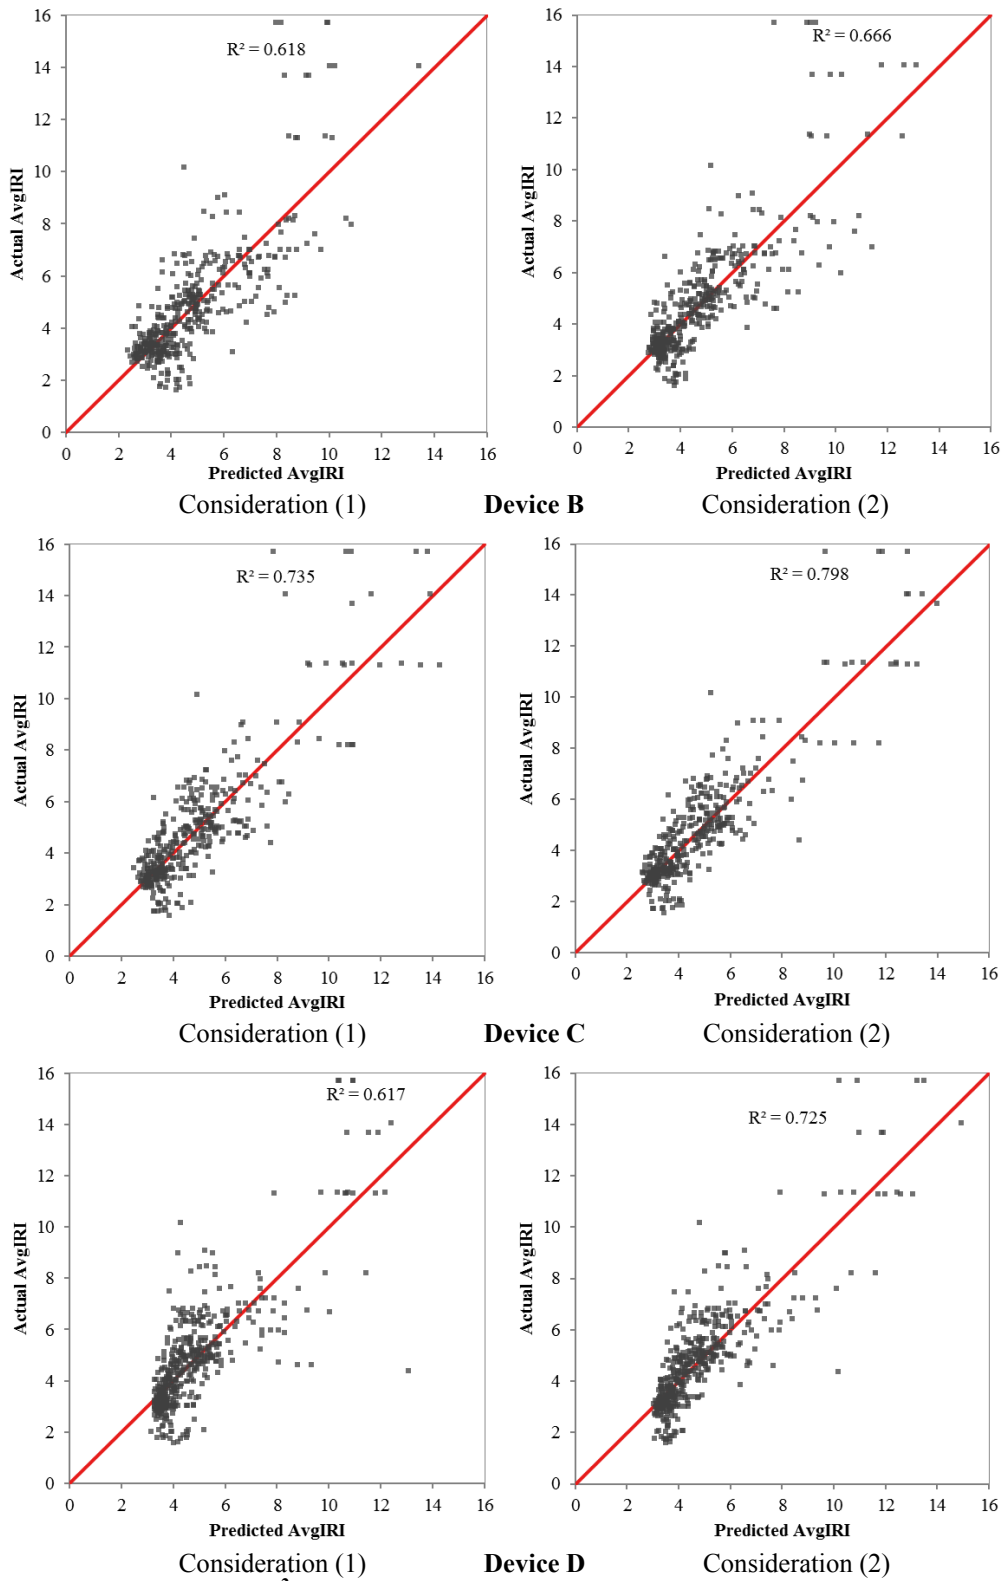 16
14
12
10
8
6
4
2
0
Actual AvgIRI
R² = 0.618
0 2 4 6 8 10 12 14 16
Predicted AvgIRI
16
14
12
10
8
6
4
2
0
Actual AvgIRI
R² = 0.666
0 2 4 6 8 10 12 14 16
Predicted AvgIRI
Consideration (1) Device B Consideration (2)
16
14
12
10
8
6
4
2
0
Actual AvgIRI
R² = 0.735
0 2 4 6 8 10 12 14 16
Predicted AvgIRI
16
14
12
10
8
6
4
2
0
Actual AvgIRI
R² = 0.798
0 2 4 6 8 10 12 14 16
Predicted AvgIRI
Consideration (1) Device C Consideration (2)
16
14
12
10
8
6
4
2
0
Actual AvgIRI
R² = 0.617
0 2 4 6 8 10 12 14 16
Predicted AvgIRI
16
14
12
10
8
6
4
2
0
Actual AvgIRI
R² = 0.725
0 2 4 6 8 10 12 14 16
Predicted AvgIRI
Consideration (1) Device D Consideration (2)